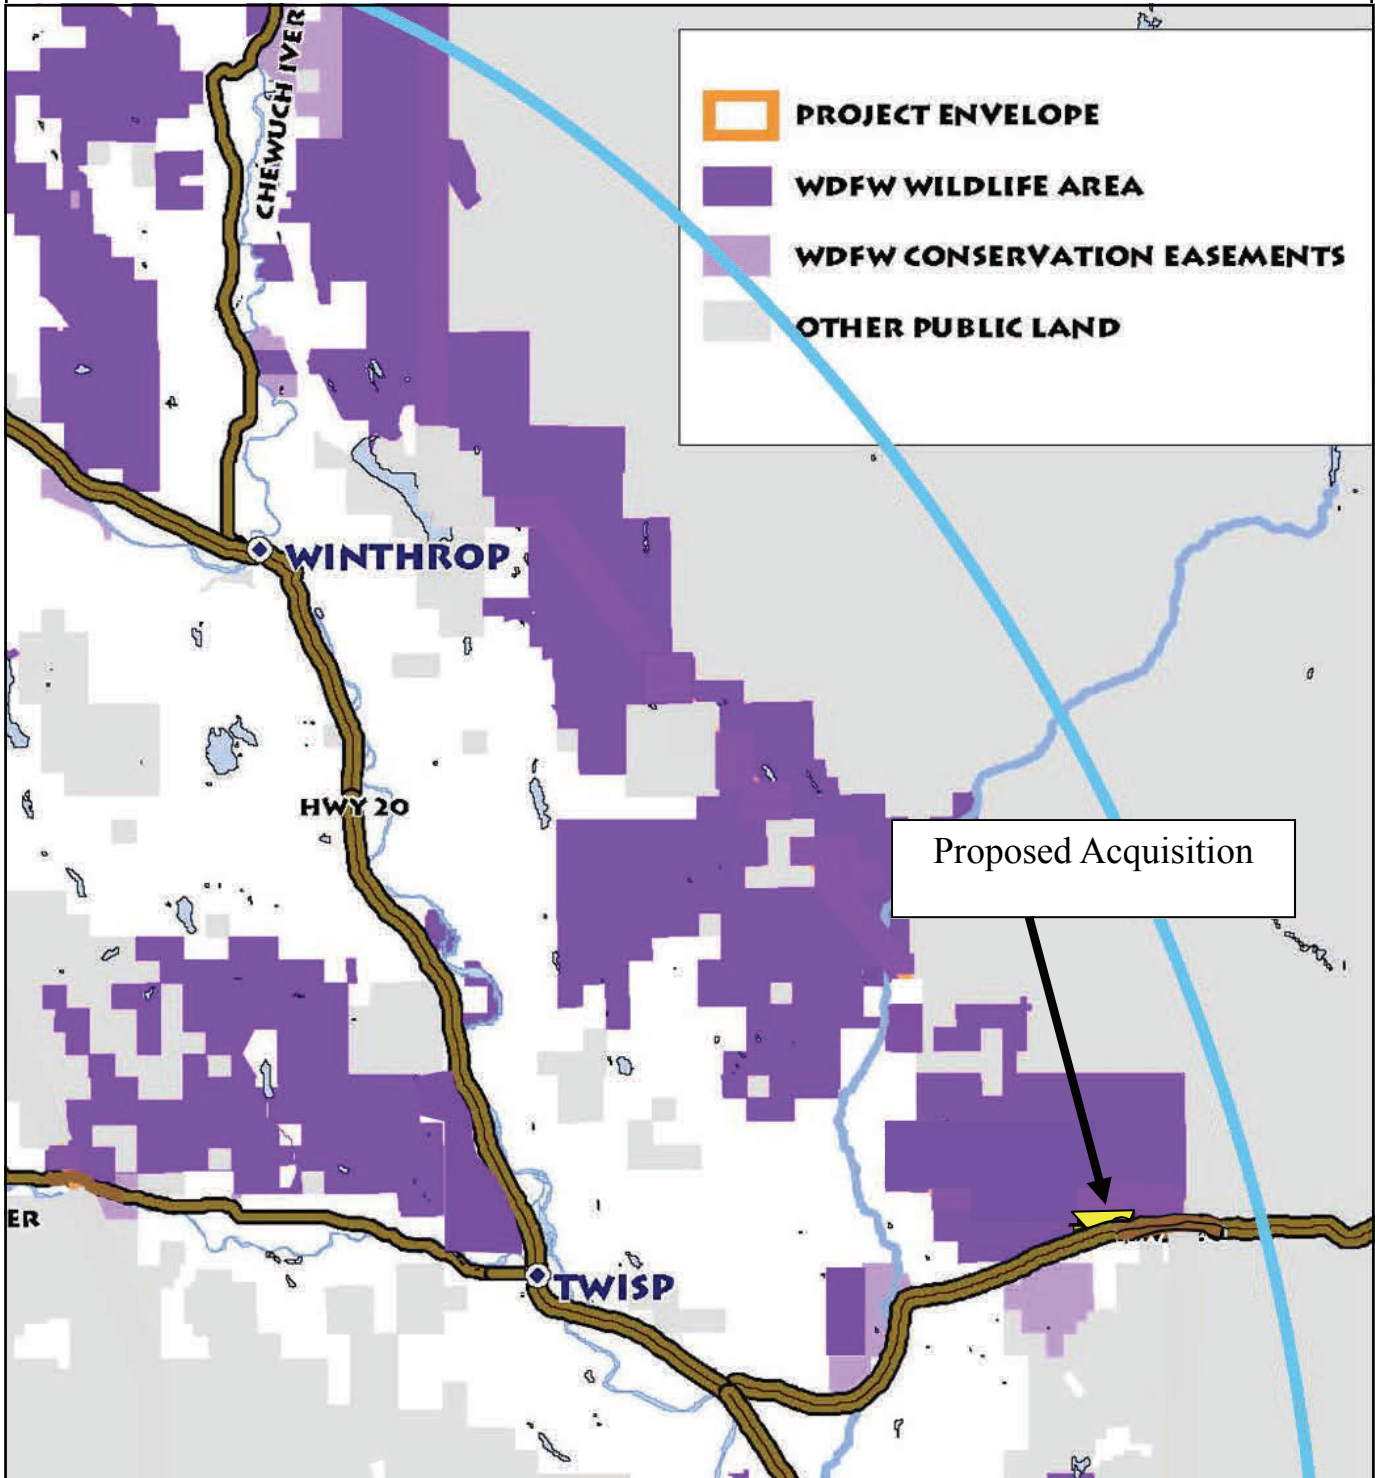 CHEWUCH IVER
PROJECT ENVELOPE
WDFW WILDLIFE AREA
WDFW CONSERVATION EASEMENTS
OTHER PUBLIC LAND
WINTHROP
HWY 20
Proposed Acquisition
ER
TWISP